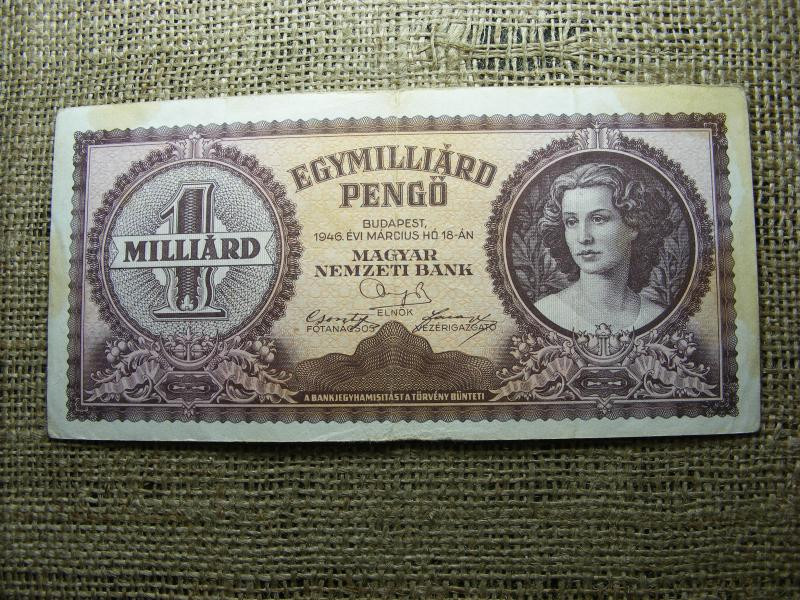 1
MILLIÁRD
EGYMILLIÁRD
PENGŐ
BUDAPEST,
1946. ÉVI MÁRCIUS HÓ 18-ÁN
MAGYAR
NEMZETI BANK
ELNÖK
FŐTANÁCSOS VEZÉRIGAZGATÓ
A BANKJEGYHAMISITÁST A TÖRVÉNY BÜNTETI